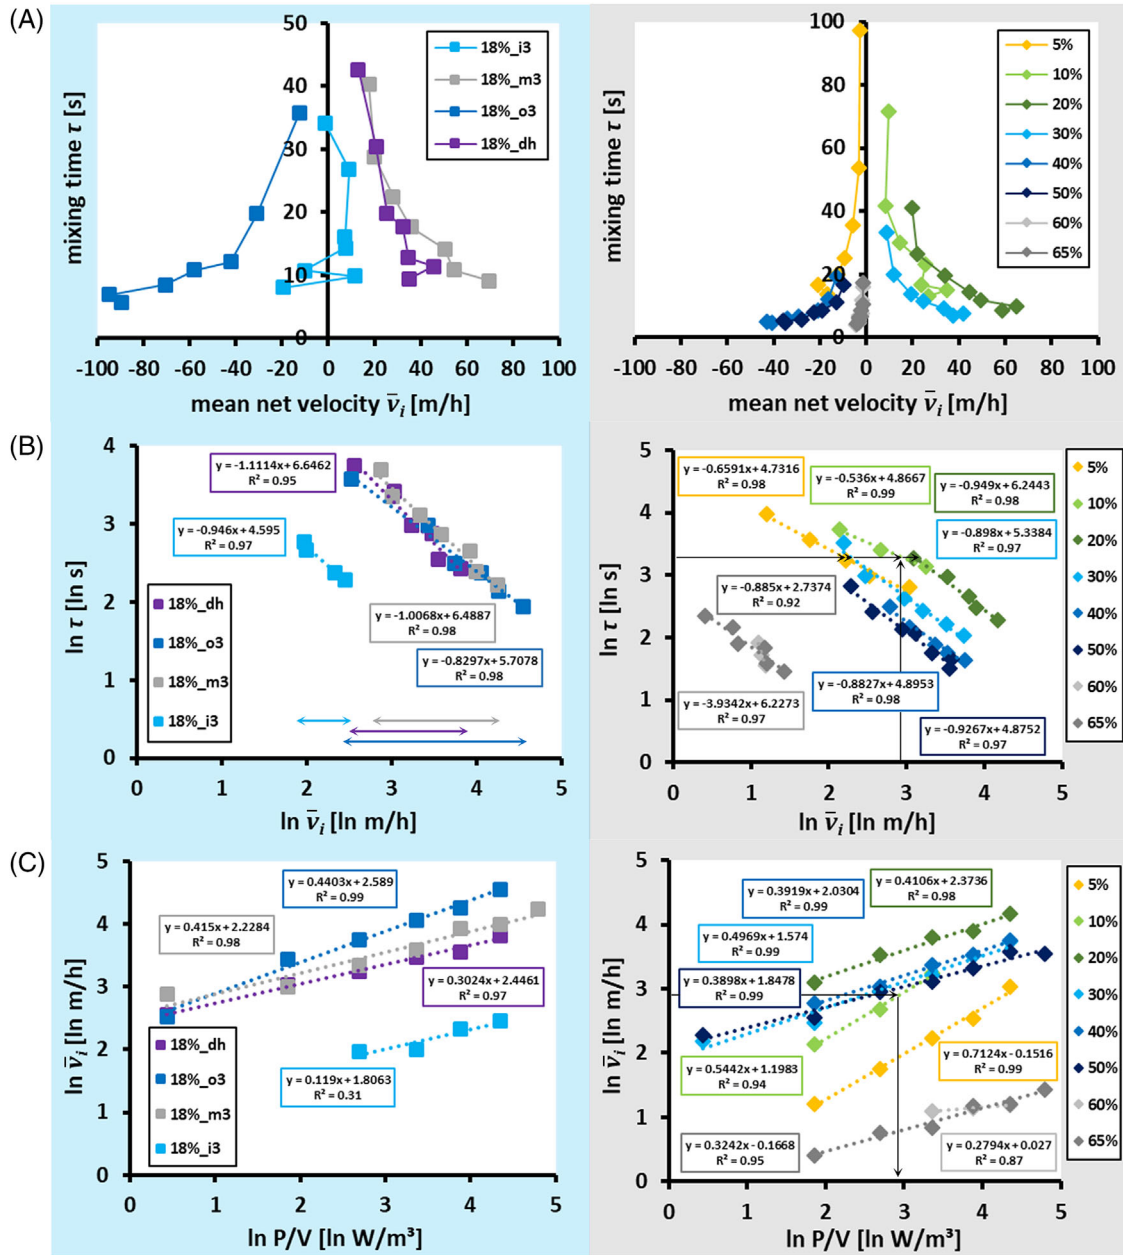 (A)
50
40
30
20
10
0
-100 -80 -60 -40 -20 0 20 40 60 80 100
mixing time τ [s]
mean net velocity v̄ᵢ [m/h]
18%_i3
18%_m3
18%_o3
18%_dh
100
80
60
40
20
0
-100 -80 -60 -40 -20 0 20 40 60 80 100
mixing time τ [s]
mean net velocity v̄ᵢ [m/h]
5%
10%
20%
30%
40%
50%
60%
65%
(B)
4
3
2
1
0
0 1 2 3 4 5
ln τ [ln s]
ln v̄ᵢ [ln m/h]
y = -1.1114x + 6.6462
R² = 0.95
y = -0.946x + 4.595
R² = 0.97
y = -1.0068x + 6.4887
R² = 0.98
y = -0.8297x + 5.7078
R² = 0.98
18%_dh
18%_o3
18%_m3
18%_i3
5
4
3
2
1
0
0 1 2 3 4 5
ln τ [ln s]
ln v̄ᵢ [ln m/h]
y = -0.6591x + 4.7316
R² = 0.98
y = -0.536x + 4.8667
R² = 0.99
y = -0.949x + 6.2443
R² = 0.98
y = -0.898x + 5.3384
R² = 0.97
y = -0.885x + 2.7374
R² = 0.92
y = -3.9342x + 6.2273
R² = 0.97
y = -0.8827x + 4.8953
R² = 0.98
y = -0.9267x + 4.8752
R² = 0.97
5%
10%
20%
30%
40%
50%
60%
65%
(C)
5
4
3
2
1
0
0 1 2 3 4 5
ln v̄ᵢ [ln m/h]
ln P/V [ln W/m³]
y = 0.4403x + 2.589
R² = 0.99
y = 0.415x + 2.2284
R² = 0.98
y = 0.3024x + 2.4461
R² = 0.97
y = 0.119x + 1.8063
R² = 0.31
18%_dh
18%_o3
18%_m3
18%_i3
5
4
3
2
1
0
0 1 2 3 4 5
ln v̄ᵢ [ln m/h]
ln P/V [ln W/m³]
y = 0.3919x + 2.0304
R² = 0.99
y = 0.4106x + 2.3736
R² = 0.98
y = 0.4969x + 1.574
R² = 0.99
y = 0.3898x + 1.8478
R² = 0.99
y = 0.5442x + 1.1983
R² = 0.94
y = 0.7124x - 0.1516
R² = 0.99
y = 0.3242x - 0.1668
R² = 0.95
y = 0.2794x + 0.027
R² = 0.87
5%
10%
20%
30%
40%
50%
60%
65%